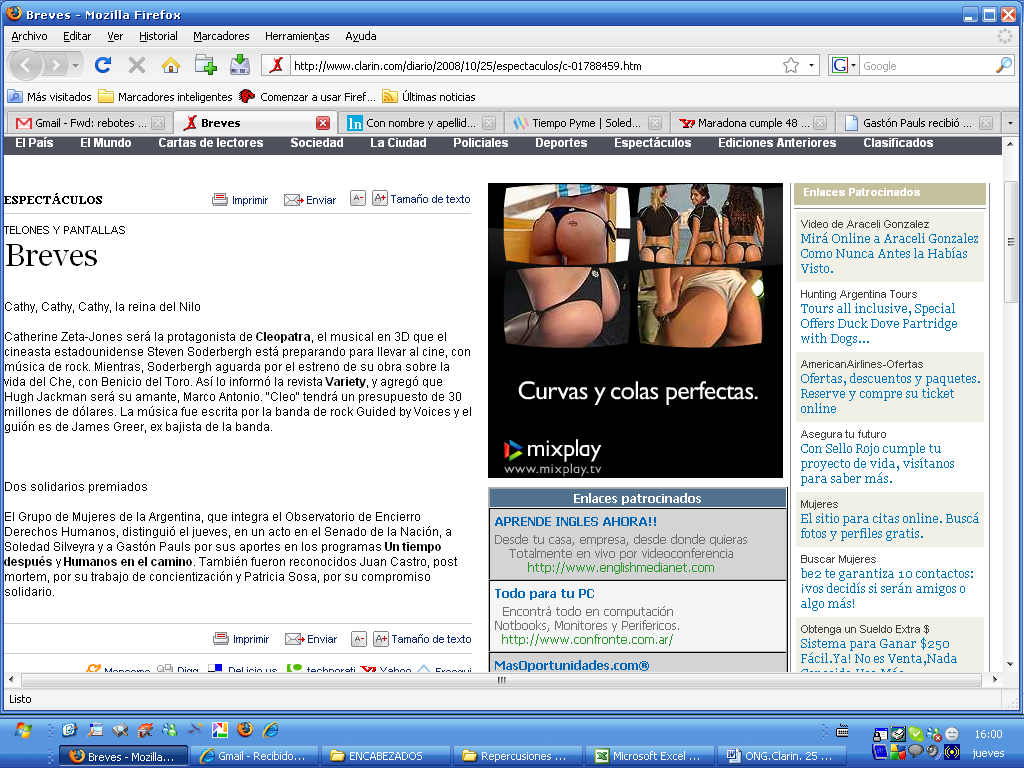 Breves - Mozilla Firefox
Archivo Editar Ver Historial Marcadores Herramientas Ayuda
http://www.clarin.com/diario/2008/10/25/espectaculos/c-01788459.htm
Google
Más visitados Marcadores inteligentes Comenzar a usar Firef... Últimas noticias
Gmail - Fwd: rebotes ... Breves Con nombre y apellid... Tiempo Pyme | Soled... Maradona cumple 48 ... Gastón Pauls recibió ...
El País El Mundo Cartas de lectores Sociedad La Ciudad Policiales Deportes Espectáculos Ediciones Anteriores Clasificados
ESPECTÁCULOS Imprimir Enviar A- A+ Tamaño de texto
TELONES Y PANTALLAS
Breves
Cathy, Cathy, Cathy, la reina del Nilo
Catherine Zeta-Jones será la protagonista de Cleopatra, el musical en 3D que el
cineasta estadounidense Steven Soderbergh está preparando para llevar al cine, con
música de rock. Mientras, Soderbergh aguarda por el estreno de su obra sobre la
vida del Che, con Benicio del Toro. Así lo informó la revista Variety, y agregó que
Hugh Jackman será su amante, Marco Antonio. "Cleo" tendrá un presupuesto de 30
millones de dólares. La música fue escrita por la banda de rock Guided by Voices y el
guión es de James Greer, ex bajista de la banda.
Dos solidarios premiados
El Grupo de Mujeres de la Argentina, que integra el Observatorio de Encierro
Derechos Humanos, distinguió el jueves, en un acto en el Senado de la Nación, a
Soledad Silveyra y a Gastón Pauls por sus aportes en los programas Un tiempo
después y Humanos en el camino. También fueron reconocidos Juan Castro, post
mortem, por su trabajo de concientización y Patricia Sosa, por su compromiso
solidario.
Imprimir Enviar A- A+ Tamaño de texto
Meneame Digg Del.icio.us technorati Yahoo Fresqui
Curvas y colas perfectas.
mixplay
www.mixplay.tv
Enlaces patrocinados
APRENDE INGLES AHORA!!
Desde tu casa, empresa, desde donde quieras
Totalmente en vivo por videoconferencia
http://www.englishmedianet.com
Todo para tu PC
Encontrá todo en computación
Notbooks, Monitores y Perifericos.
http://www.confronte.com.ar/
MasOportunidades.com®
Enlaces Patrocinados
Video de Araceli Gonzalez
Mirá Online a Araceli Gonzalez
Como Nunca Antes la Habías
Visto.
Hunting Argentina Tours
Tours all inclusive, Special
Offers Duck Dove Partridge
with Dogs...
AmericanAirlines-Ofertas
Ofertas, descuentos y paquetes.
Reserve y compre su ticket
online
Asegura tu futuro
Con Sello Rojo cumple tu
proyecto de vida, visítanos
para saber más.
Mujeres
El sitio para citas online. Buscá
fotos y perfiles gratis.
Buscar Mujeres
be2 te garantiza 10 contactos:
¡vos decidís si serán amigos o
algo más!
Obtenga un Sueldo Extra $
Sistema para Ganar $250
Fácil.Ya! No es Venta,Nada
Conocido Usa Más
Listo
Breves - Mozilla... Gmail - Recibido... ENCABEZADOS Repercusiones ... Microsoft Excel ... ONG.Clarin. 25 ...
16:00
jueves